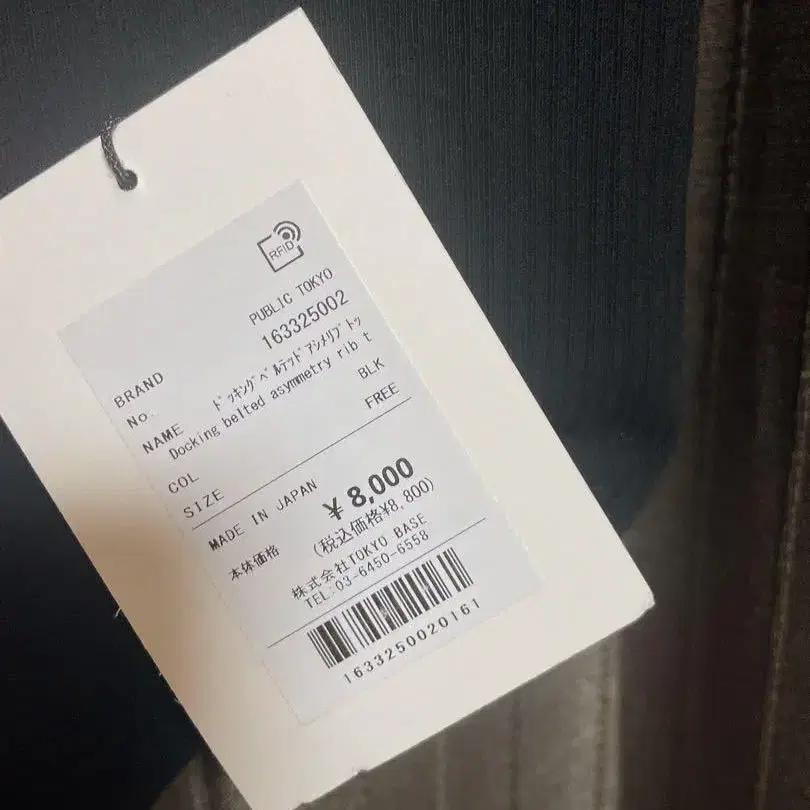 RFID
BRAND PUBLIC TOKYO
No. 163325002
NAME ドッキングベルテッドアシメリブトッ
Docking belted asymmetry rib t
COL BLK
SIZE FREE
MADE IN JAPAN
本体価格 ¥ 8,000
(税込価格¥8,800)
株式会社TOKYO BASE
TEL:03-6450-6558
1633250020161